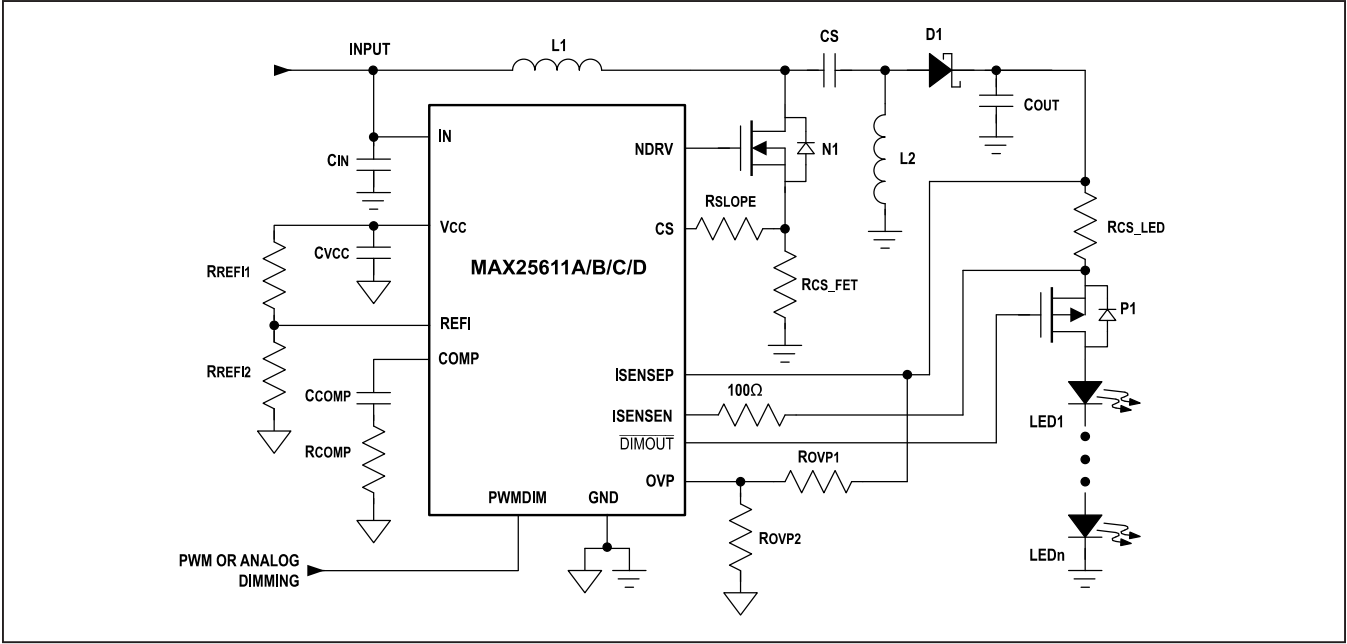 INPUT
L1
CS
D1
COUT
IN
CIN
NDRV
N1
L2
RSLOPE
VCC
CS
RCS_LED
CVCC
MAX25611A/B/C/D
RREFI1
RCS_FET
P1
REFI
COMP
RREFI2
ISENSEP
CCOMP
100Ω
ISENSEN
LED1
DIMOUT
RCOMP
ROVP1
OVP
PWMDIM
GND
ROVP2
LEDn
PWM OR ANALOG
DIMMING